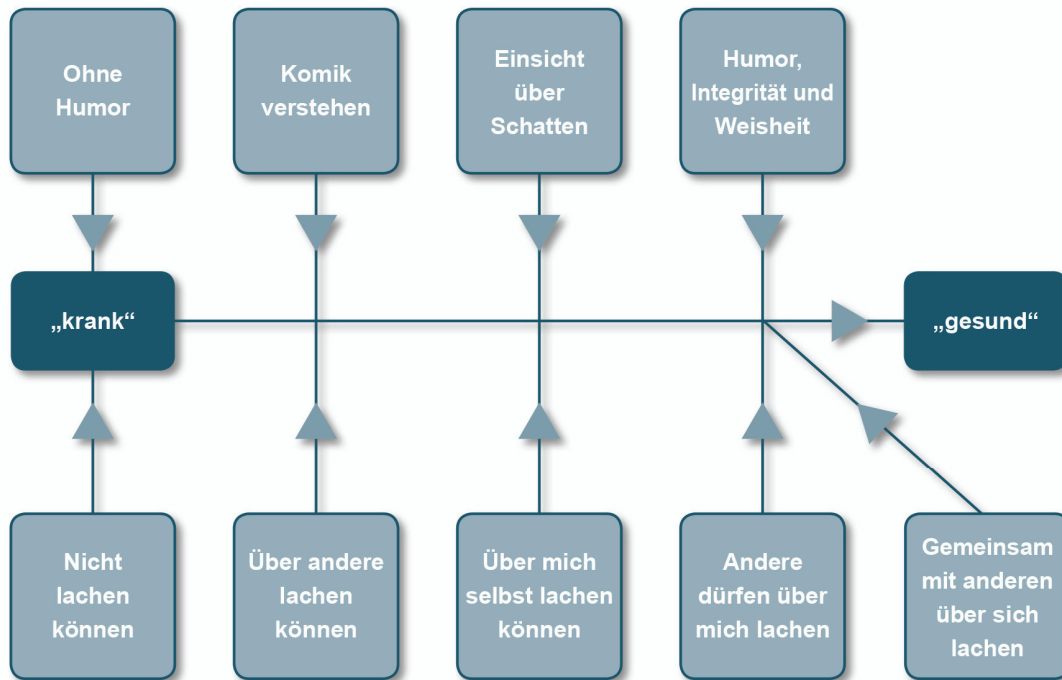 Ohne
Humor
Komik
verstehen
Einsicht
über
Schatten
Humor,
Integrität und
Weisheit
„krank“
„gesund“
Nicht
lachen
können
Über andere
lachen
können
Über mich
selbst lachen
können
Andere
dürfen über
mich lachen
Gemeinsam
mit anderen
über sich
lachen